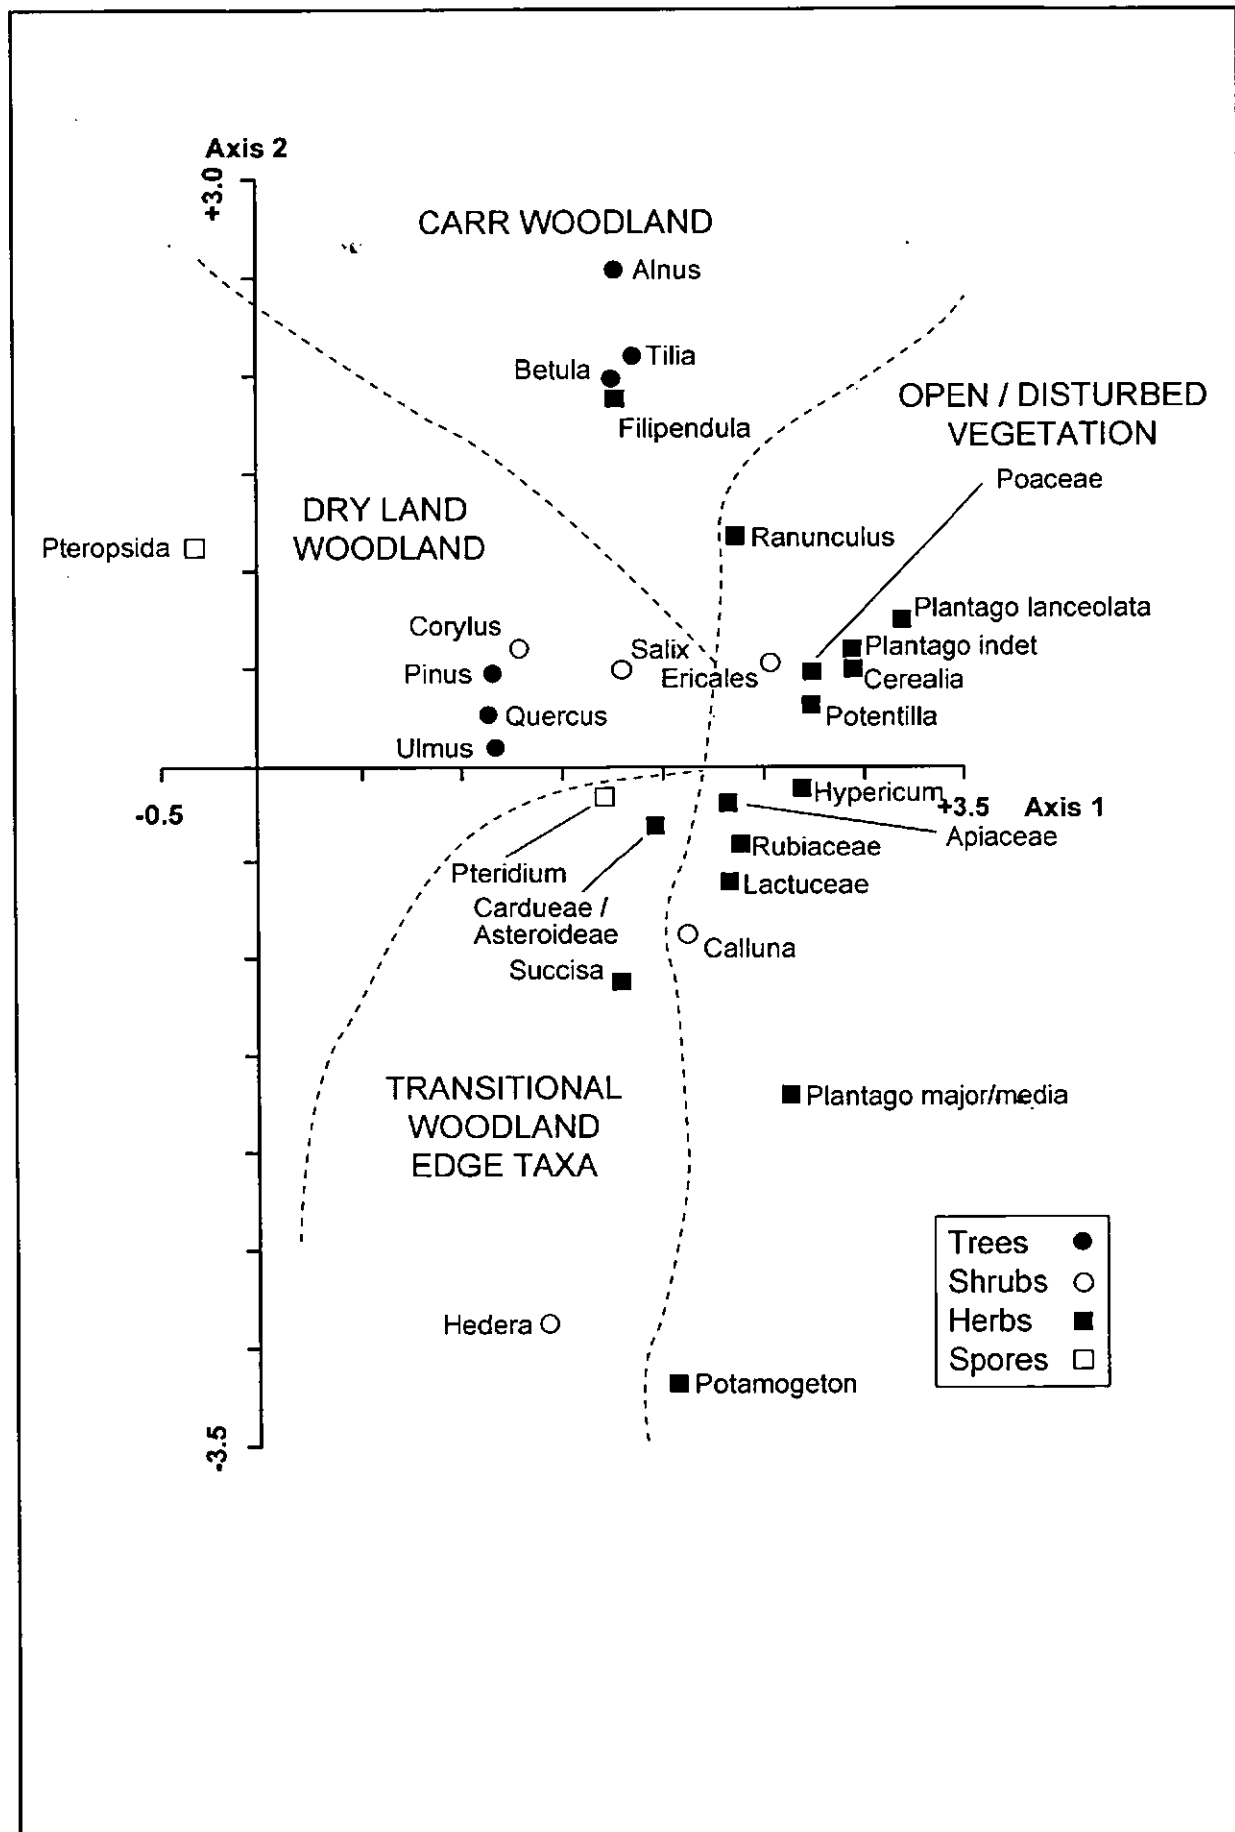 Axis 2
+3.0
CARR WOODLAND
Alnus
Tilia
Betula
Filipendula
OPEN / DISTURBED
VEGETATION
Poaceae
DRY LAND
WOODLAND
Pteropsida
Ranunculus
Plantago lanceolata
Corylus
Salix
Plantago indet
Pinus
Ericales
Cerealia
Quercus
Potentilla
Ulmus
-0.5
Hypericum
+3.5 Axis 1
Apiaceae
Pteridium
Rubiaceae
Lactuceae
Cardueae /
Asteroideae
Calluna
Succisa
TRANSITIONAL
WOODLAND
EDGE TAXA
Plantago major/media
Trees
Shrubs
Herbs
Spores
Hedera
Potamogeton
-3.5